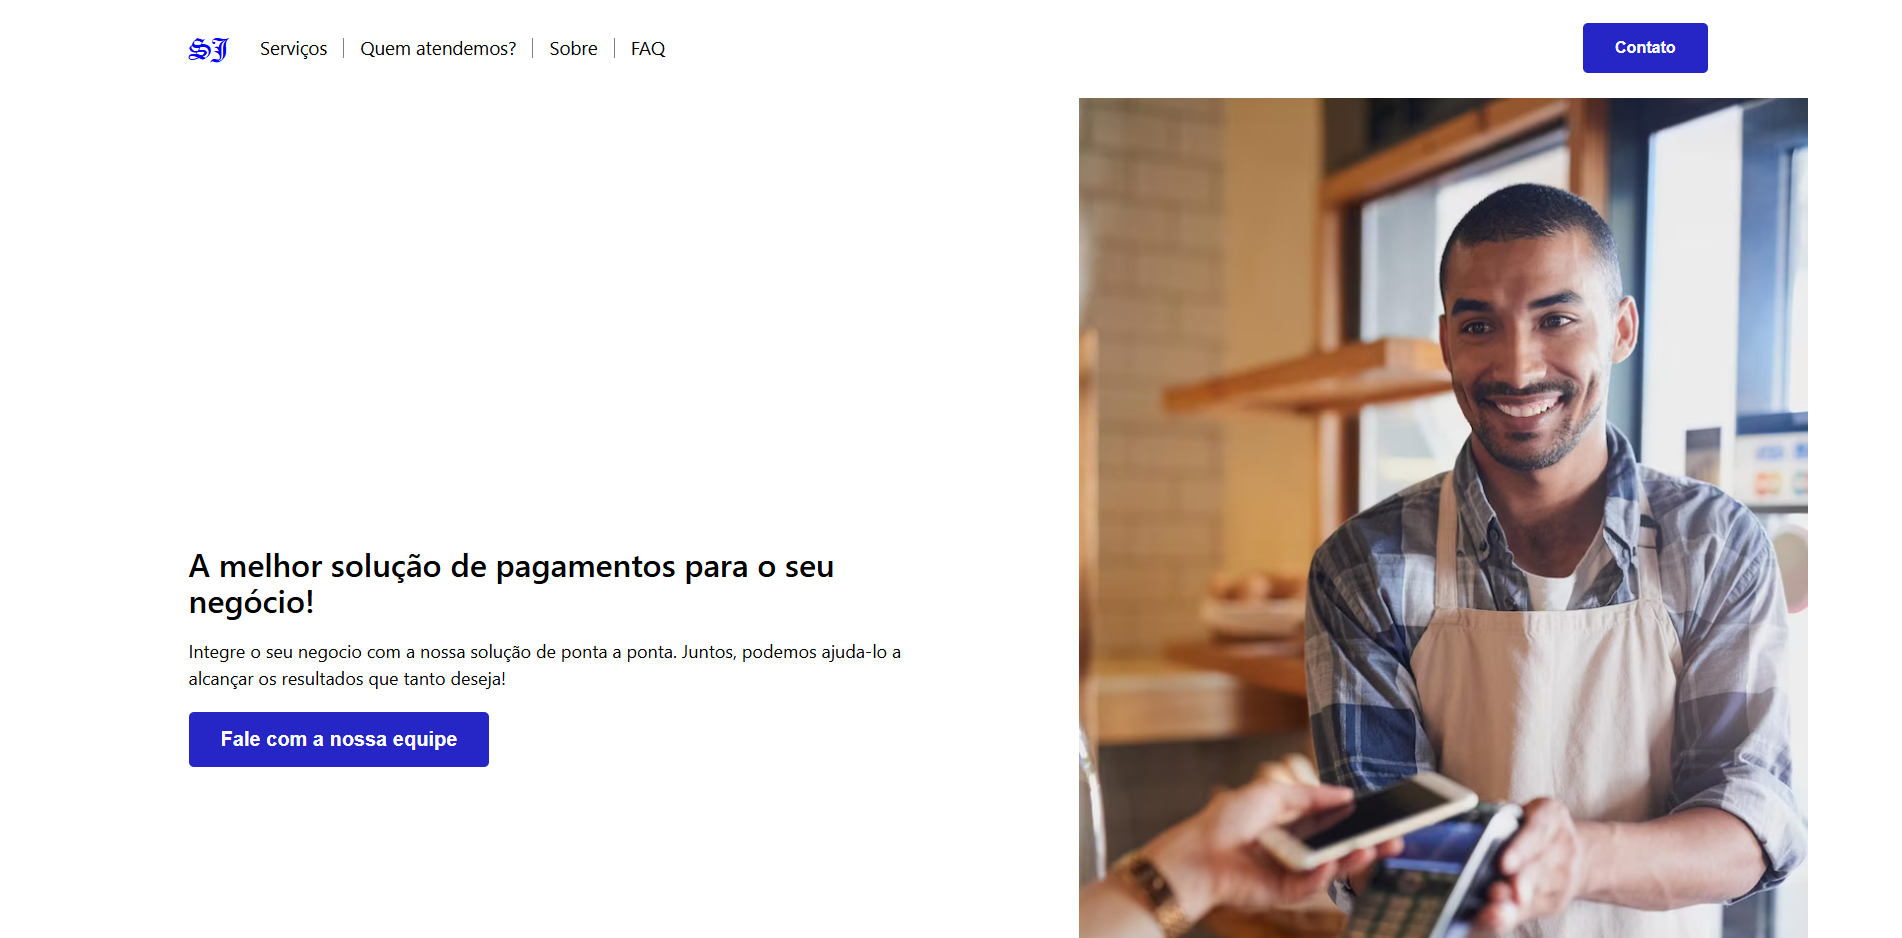 SJ Serviços Quem atendemos? Sobre FAQ Contato
A melhor solução de pagamentos para o seu
negócio!
Integre o seu negocio com a nossa solução de ponta a ponta. Juntos, podemos ajuda-lo a
alcançar os resultados que tanto deseja!
Fale com a nossa equipe